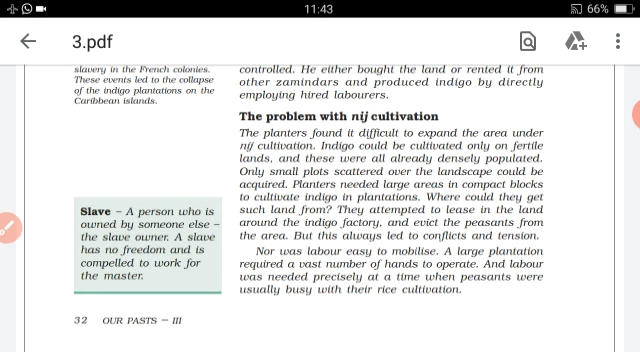 11:43
66%
3.pdf
slavery in the French colonies.
These events led to the collapse
of the indigo plantations on the
Caribbean islands.
controlled. He either bought the land or rented it from
other zamindars and produced indigo by directly
employing hired labourers.
The problem with nij cultivation
The planters found it difficult to expand the area under
nij cultivation. Indigo could be cultivated only on fertile
lands, and these were all already densely populated.
Only small plots scattered over the landscape could be
acquired. Planters needed large areas in compact blocks
to cultivate indigo in plantations. Where could they get
such land from? They attempted to lease in the land
around the indigo factory, and evict the peasants from
the area. But this always led to conflicts and tension.
Nor was labour easy to mobilise. A large plantation
required a vast number of hands to operate. And labour
was needed precisely at a time when peasants were
usually busy with their rice cultivation.
Slave – A person who is
owned by someone else –
the slave owner. A slave
has no freedom and is
compelled to work for
the master.
32 OUR PASTS – III